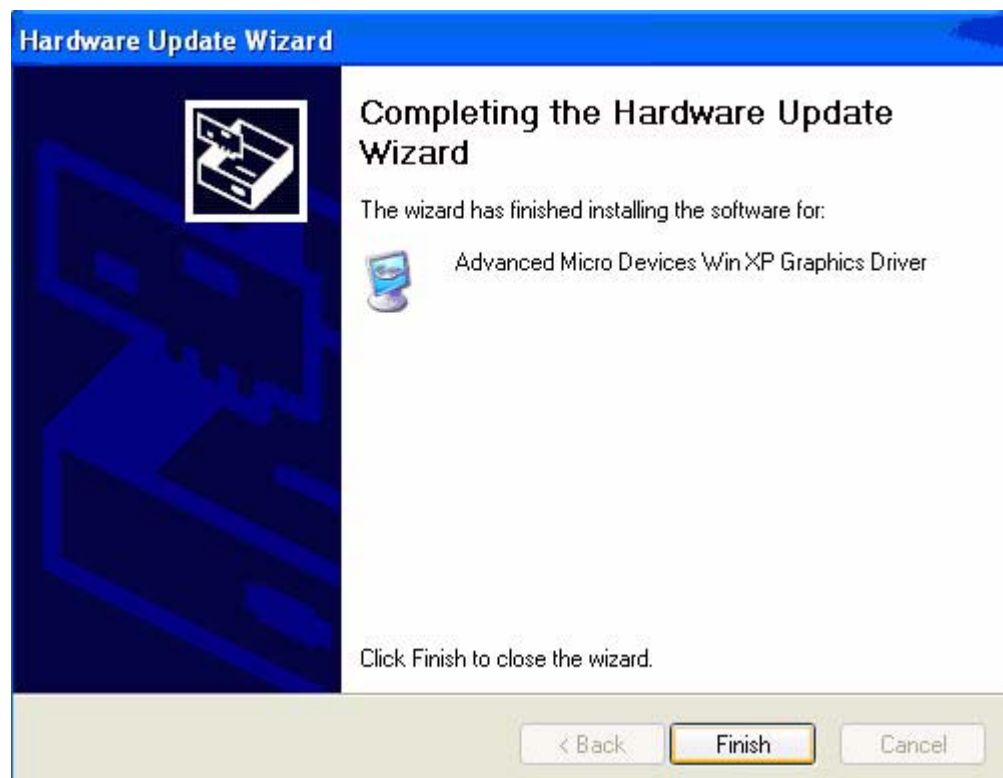 Hardware Update Wizard
Completing the Hardware Update
Wizard
The wizard has finished installing the software for:
Advanced Micro Devices Win XP Graphics Driver
Click Finish to close the wizard.
< Back
Finish
Cancel